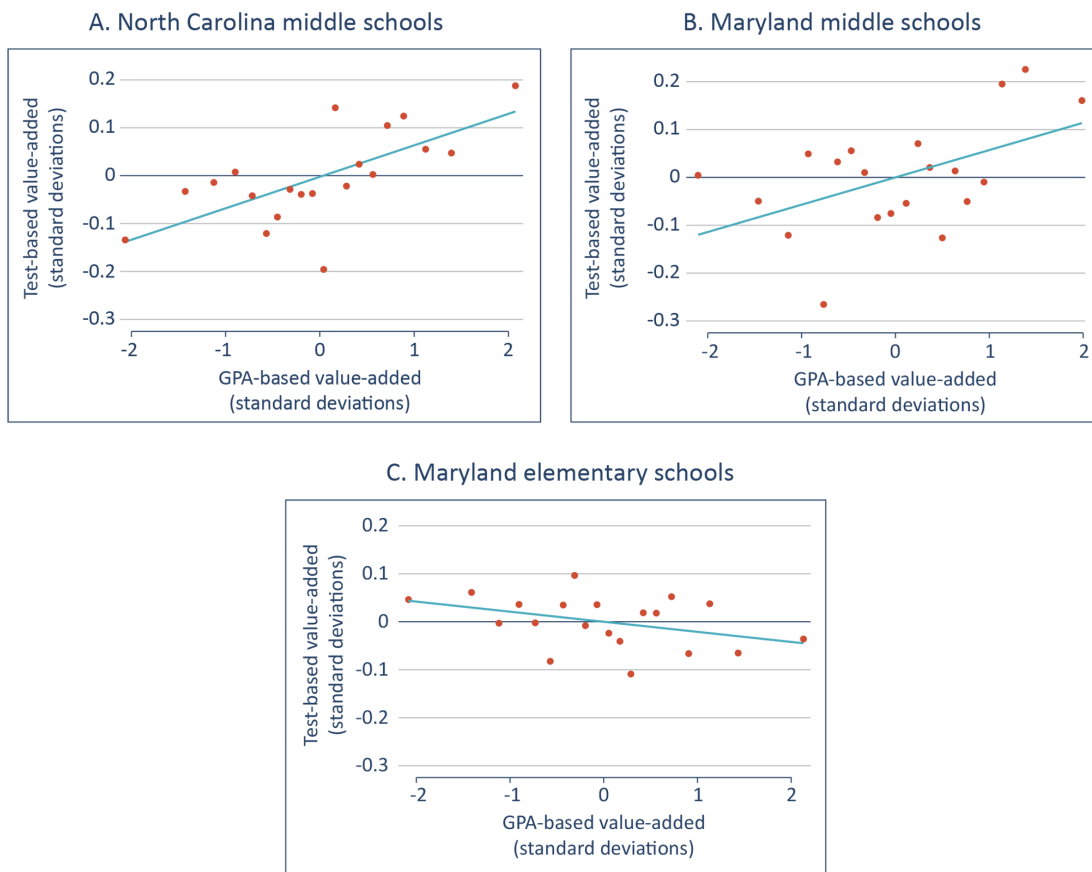 A. North Carolina middle schools
Test-based value-added
(standard deviations)
0.2
0.1
0
-0.1
-0.2
-0.3
-2
-1
0
1
2
GPA-based value-added
(standard deviations)
B. Maryland middle schools
Test-based value-added
(standard deviations)
0.2
0.1
0
-0.1
-0.2
-0.3
-2
-1
0
1
2
GPA-based value-added
(standard deviations)
C. Maryland elementary schools
Test-based value-added
(standard deviations)
0.2
0.1
0
-0.1
-0.2
-0.3
-2
-1
0
1
2
GPA-based value-added
(standard deviations)